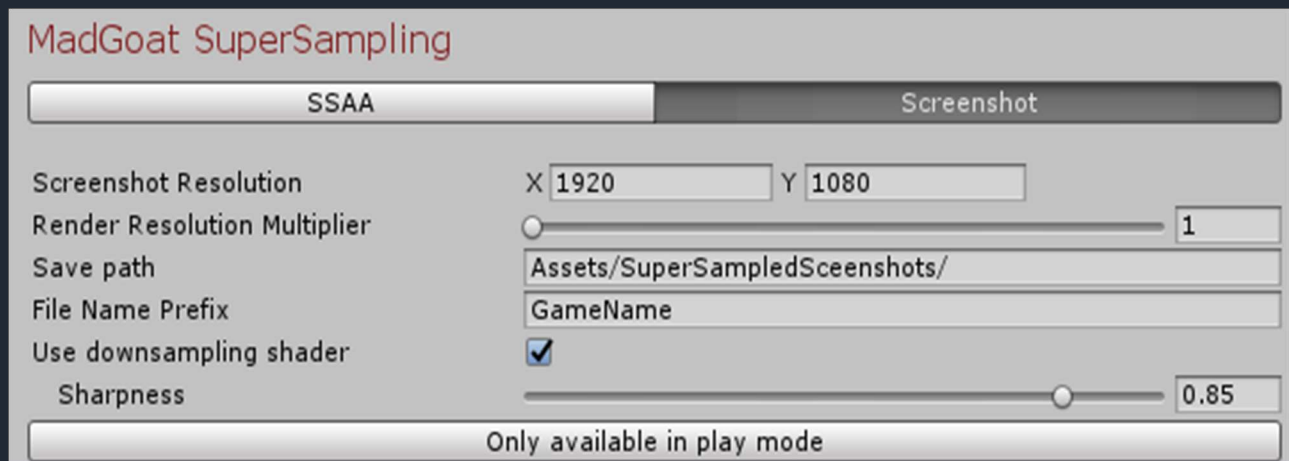 MadGoat SuperSampling
SSAA Screenshot
Screenshot Resolution X 1920 Y 1080
Render Resolution Multiplier 1
Save path Assets/SuperSampledSceenshots/
File Name Prefix GameName
Use downsampling shader
Sharpness 0.85
Only available in play mode